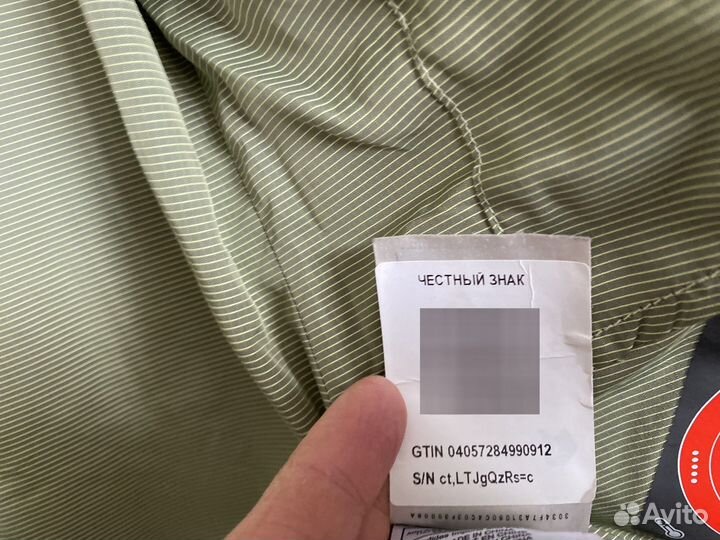 ЧЕСТНЫЙ ЗНАК
GTIN 04057284990912
S/N ct,LTJgQzRs=c
Avito